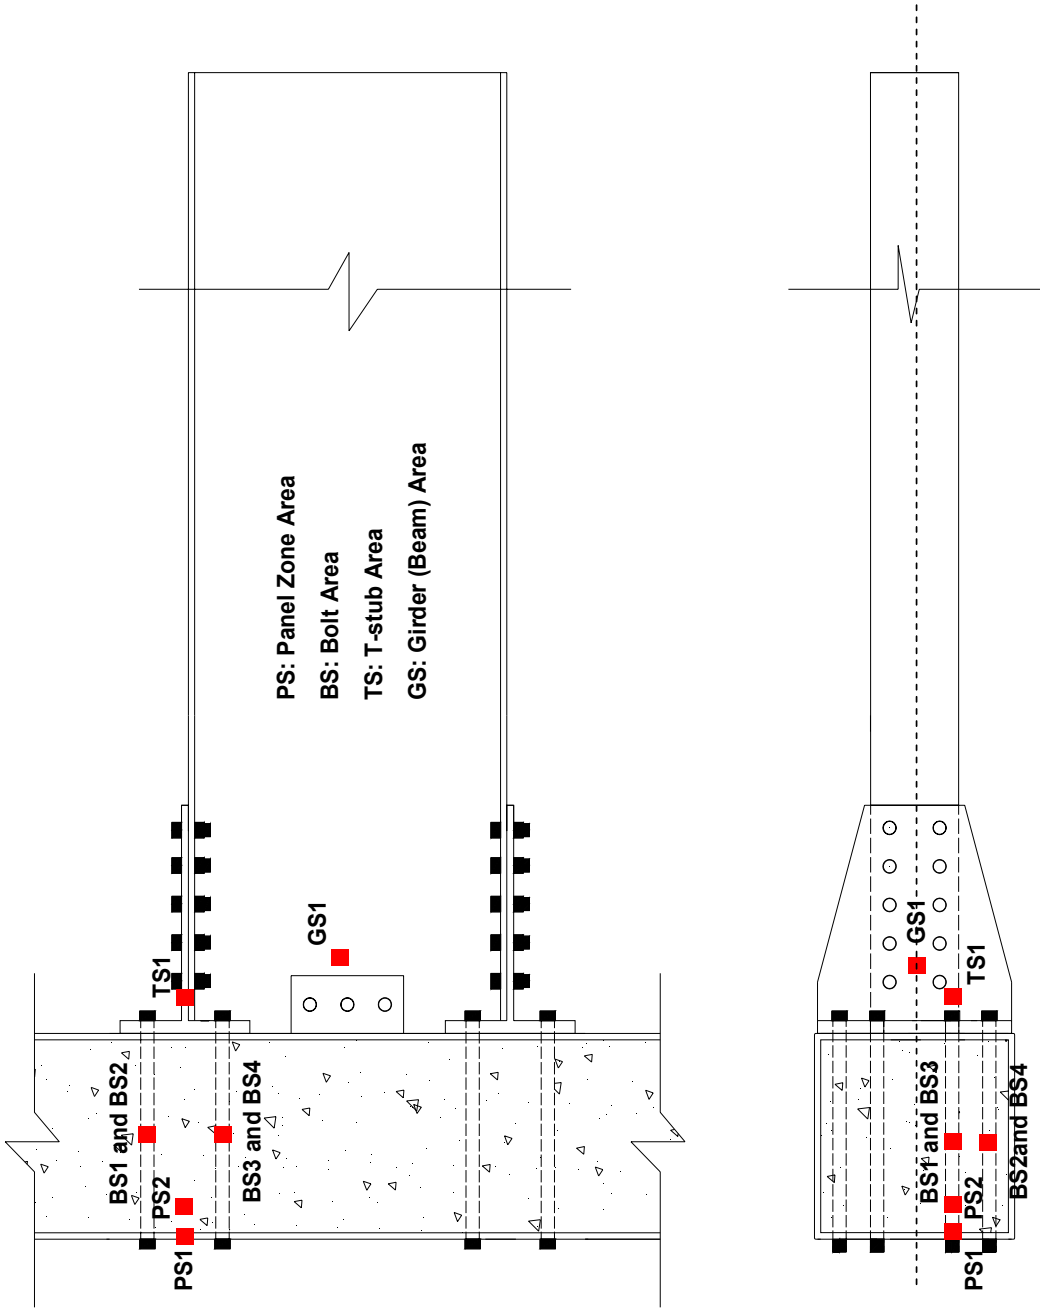 PS: Panel Zone Area
BS: Bolt Area
TS: T-stub Area
GS: Girder (Beam) Area
TS1
GS1
BS1 and BS2
BS3 and BS4
PS2
PS1
GS1
TS1
BS1 and BS3
BS2and BS4
PS2
PS1